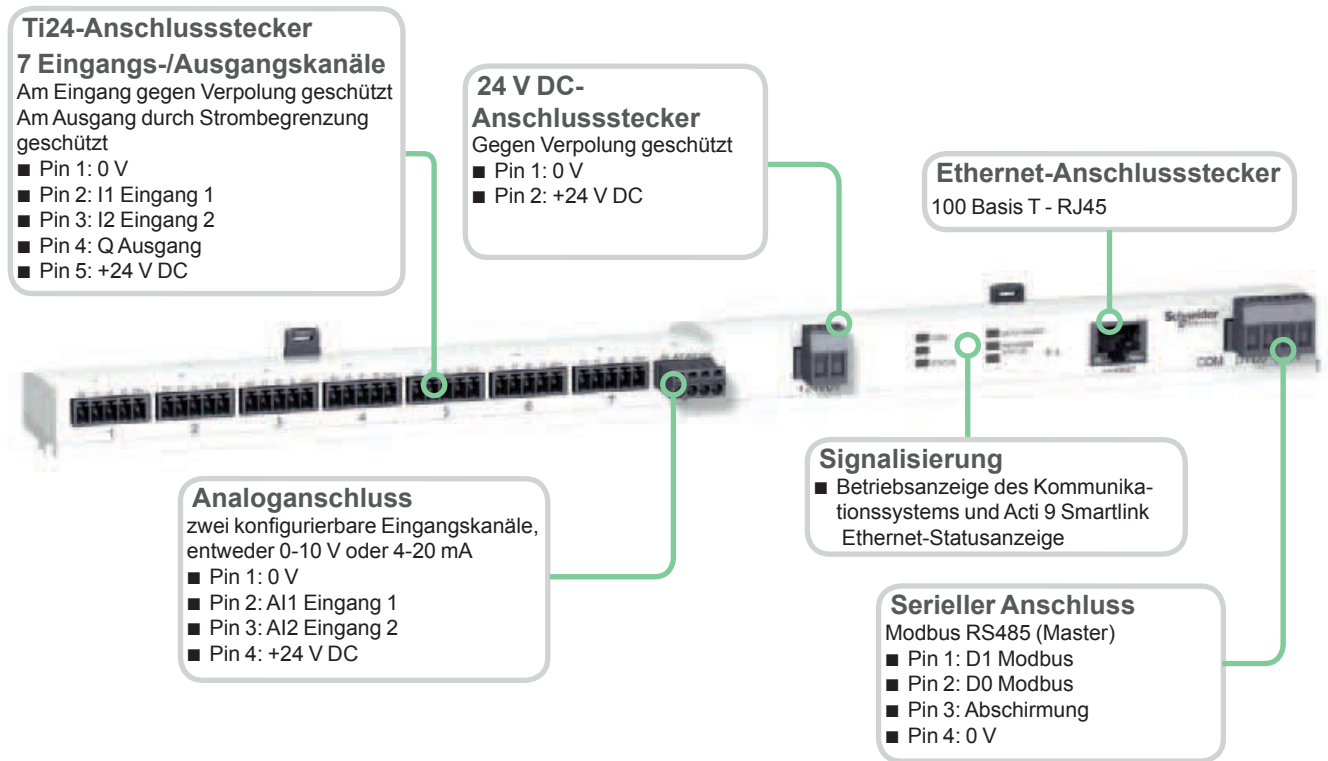 Ti24-Anschlussstecker
7 Eingangs-/Ausgangskanäle
Am Eingang gegen Verpolung geschützt
Am Ausgang durch Strombegrenzung
geschützt
■ Pin 1: 0 V
■ Pin 2: I1 Eingang 1
■ Pin 3: I2 Eingang 2
■ Pin 4: Q Ausgang
■ Pin 5: +24 V DC
24 V DC-
Anschlussstecker
Gegen Verpolung geschützt
■ Pin 1: 0 V
■ Pin 2: +24 V DC
Ethernet-Anschlussstecker
100 Basis T - RJ45
Schneider
COM
1 2 3 4 5 6 7
Analoganschluss
zwei konfigurierbare Eingangskanäle,
entweder 0-10 V oder 4-20 mA
■ Pin 1: 0 V
■ Pin 2: AI1 Eingang 1
■ Pin 3: AI2 Eingang 2
■ Pin 4: +24 V DC
Signalisierung
■ Betriebsanzeige des Kommunika-
tionssystems und Acti 9 Smartlink
Ethernet-Statusanzeige
Serieller Anschluss
Modbus RS485 (Master)
■ Pin 1: D1 Modbus
■ Pin 2: D0 Modbus
■ Pin 3: Abschirmung
■ Pin 4: 0 V